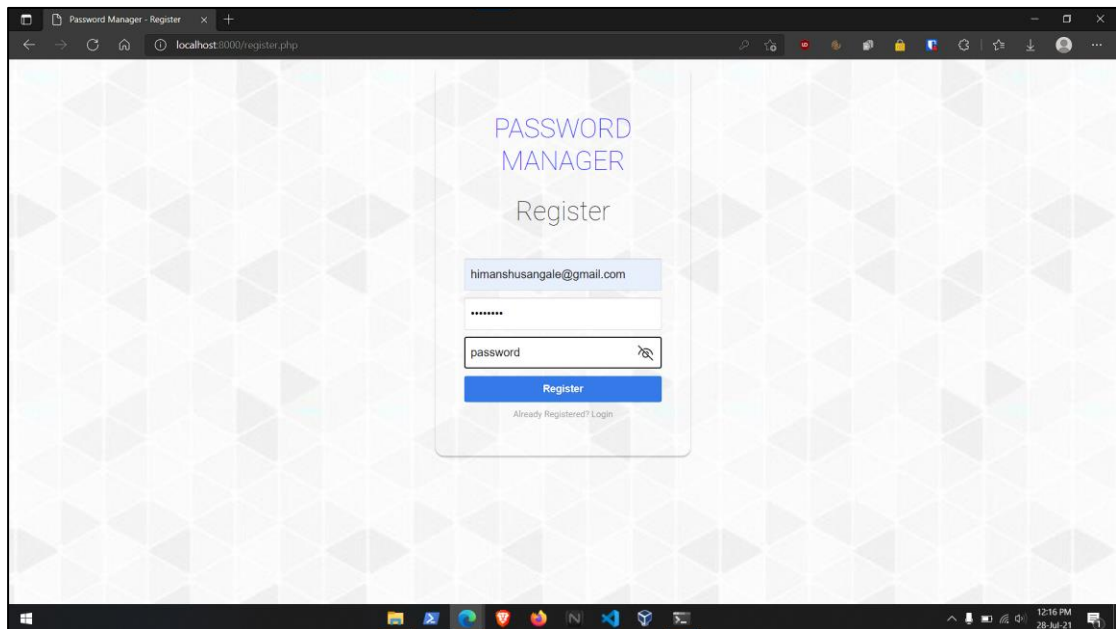 Password Manager - Register
localhost:8000/register.php
PASSWORD
MANAGER
Register
himanshusangale@gmail.com
••••••••
password
Register
Already Registered? Login
12:16 PM
28-Jul-21